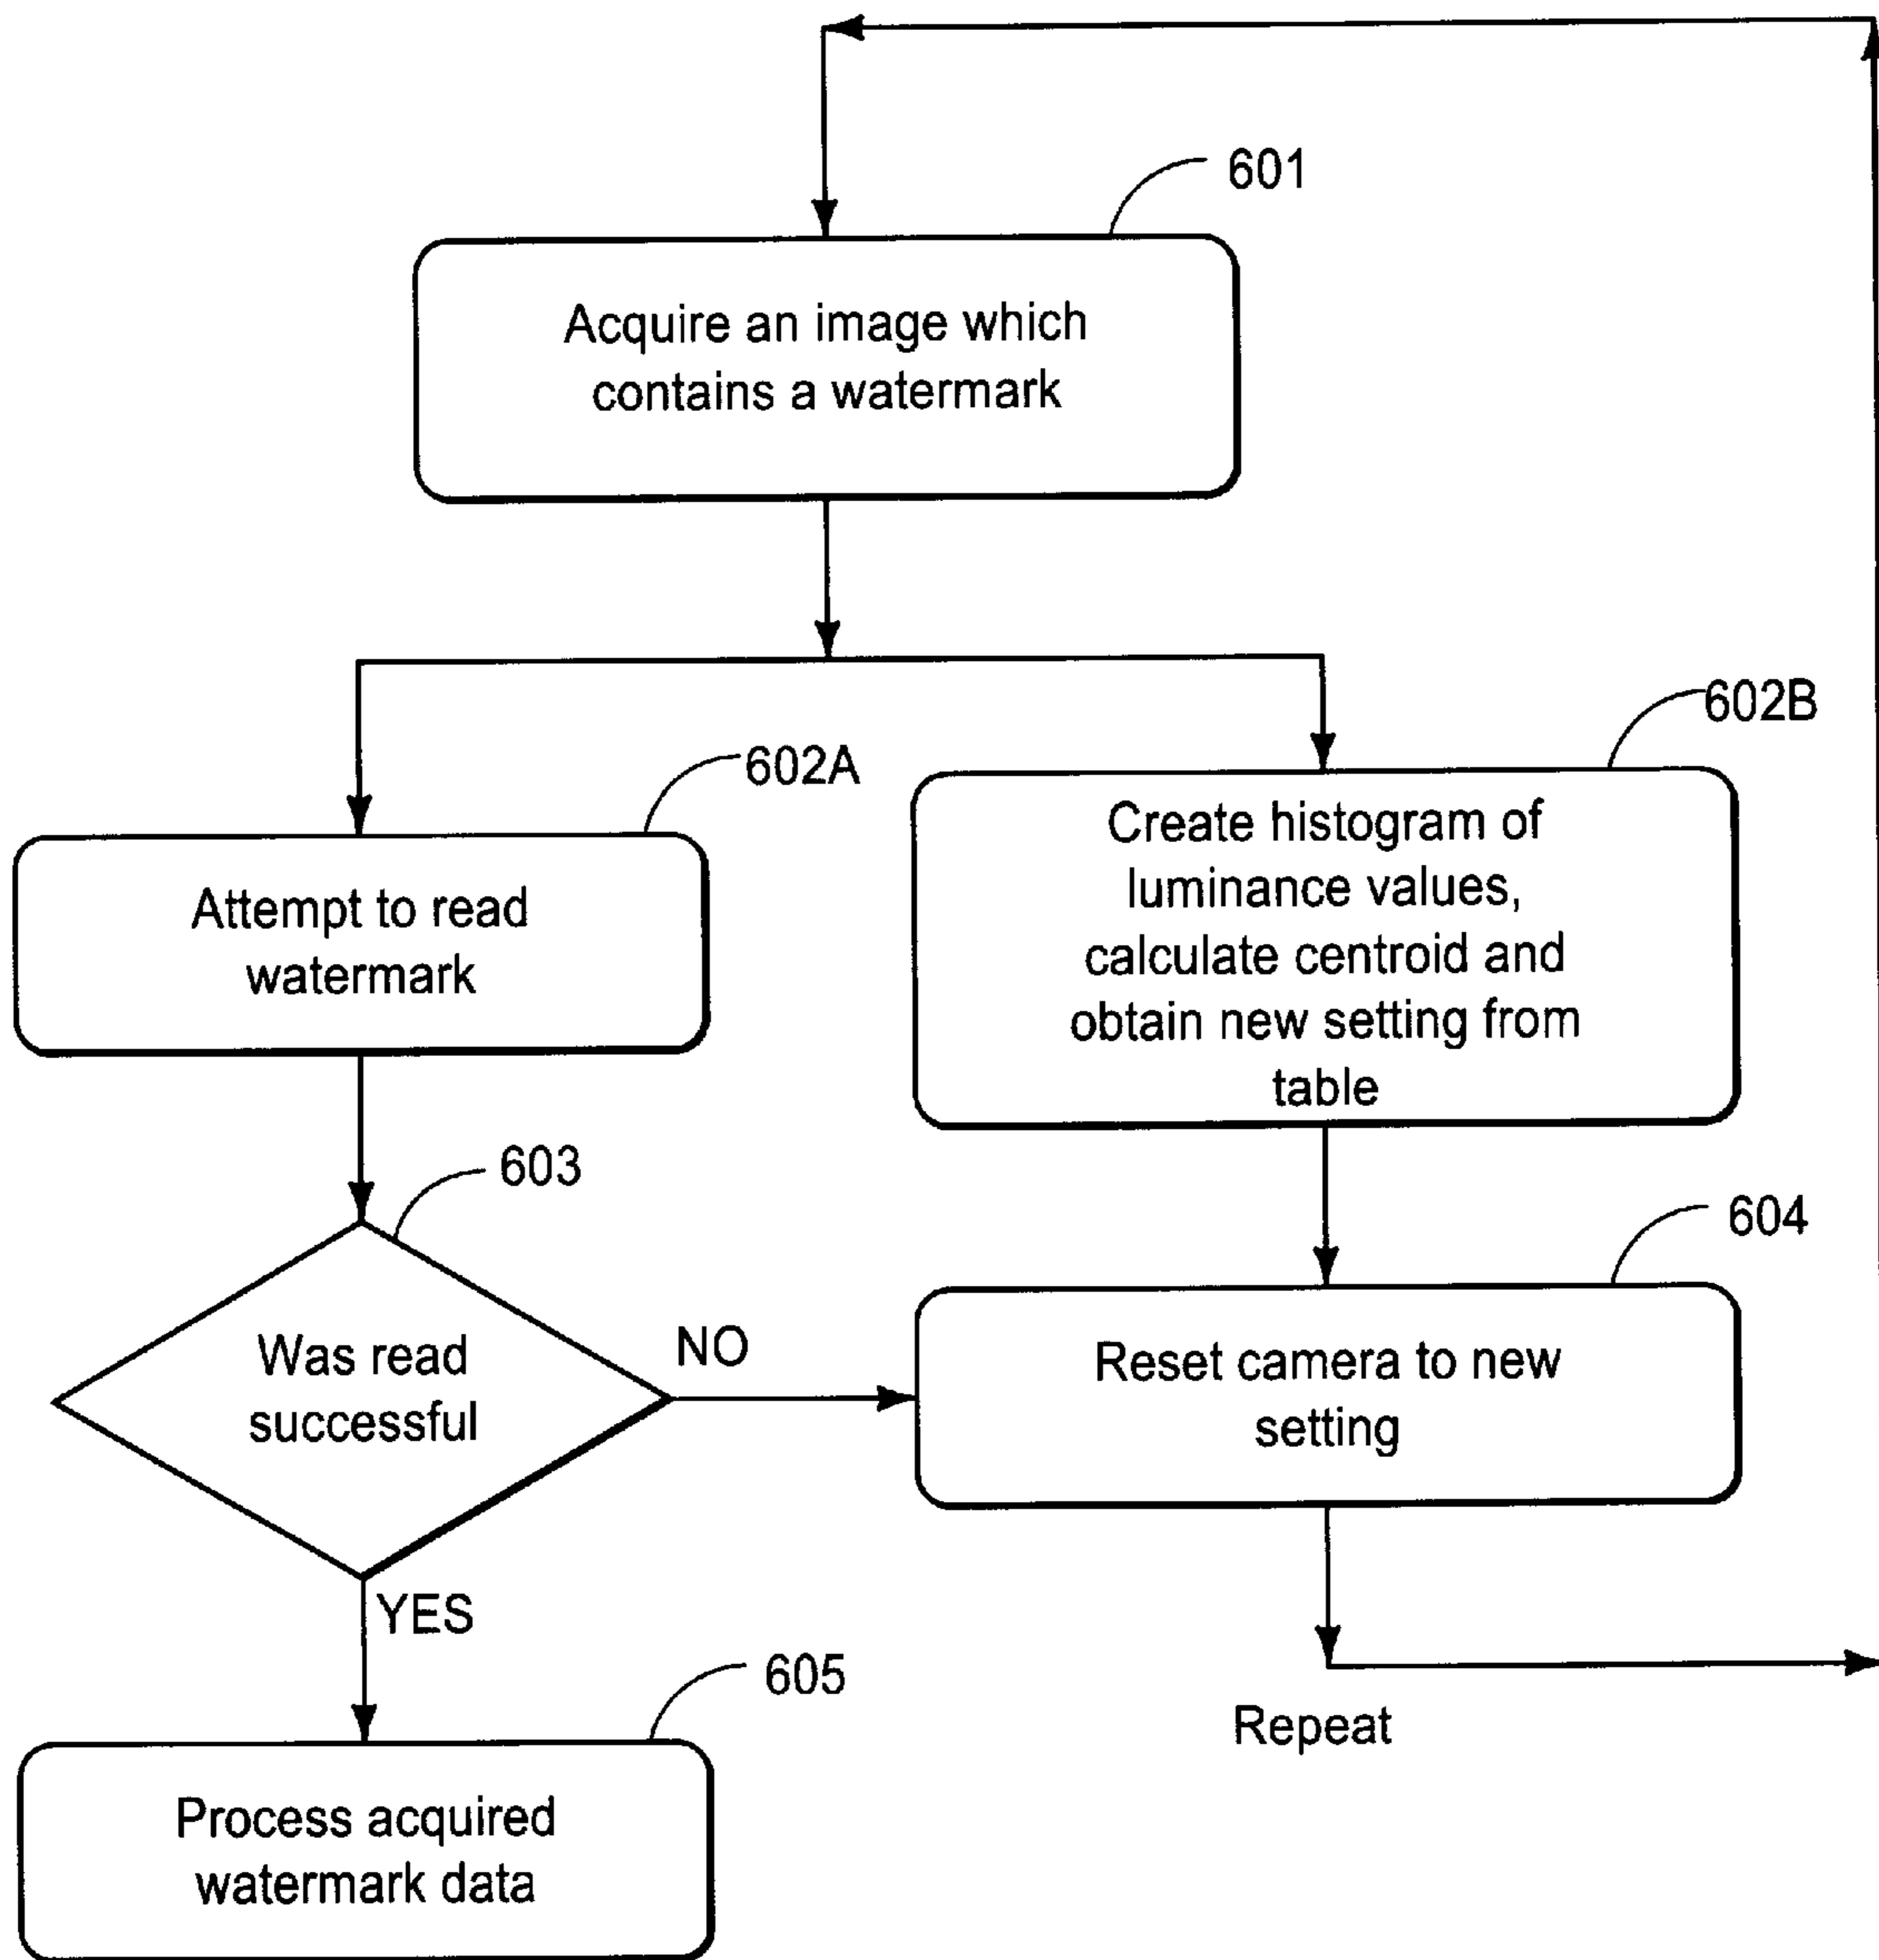 601
Acquire an image which
contains a watermark
602B
602A
Create histogram of
luminance values,
calculate centroid and
obtain new setting from
table
Attempt to read
watermark
603
604
Was read
successful
NO
Reset camera to new
setting
YES
605
Repeat
Process acquired
watermark data